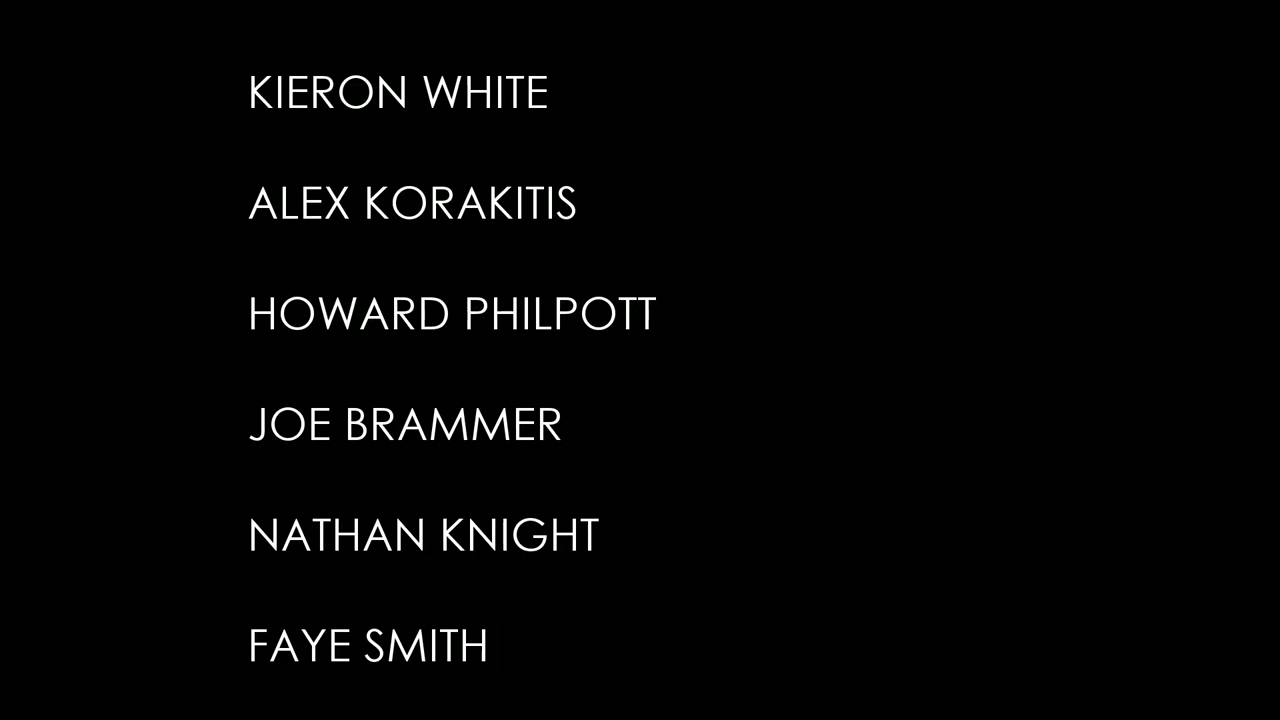 KIERON WHITE
ALEX KORAKITIS
HOWARD PHILPOTT
JOE BRAMMER
NATHAN KNIGHT
FAYE SMITH